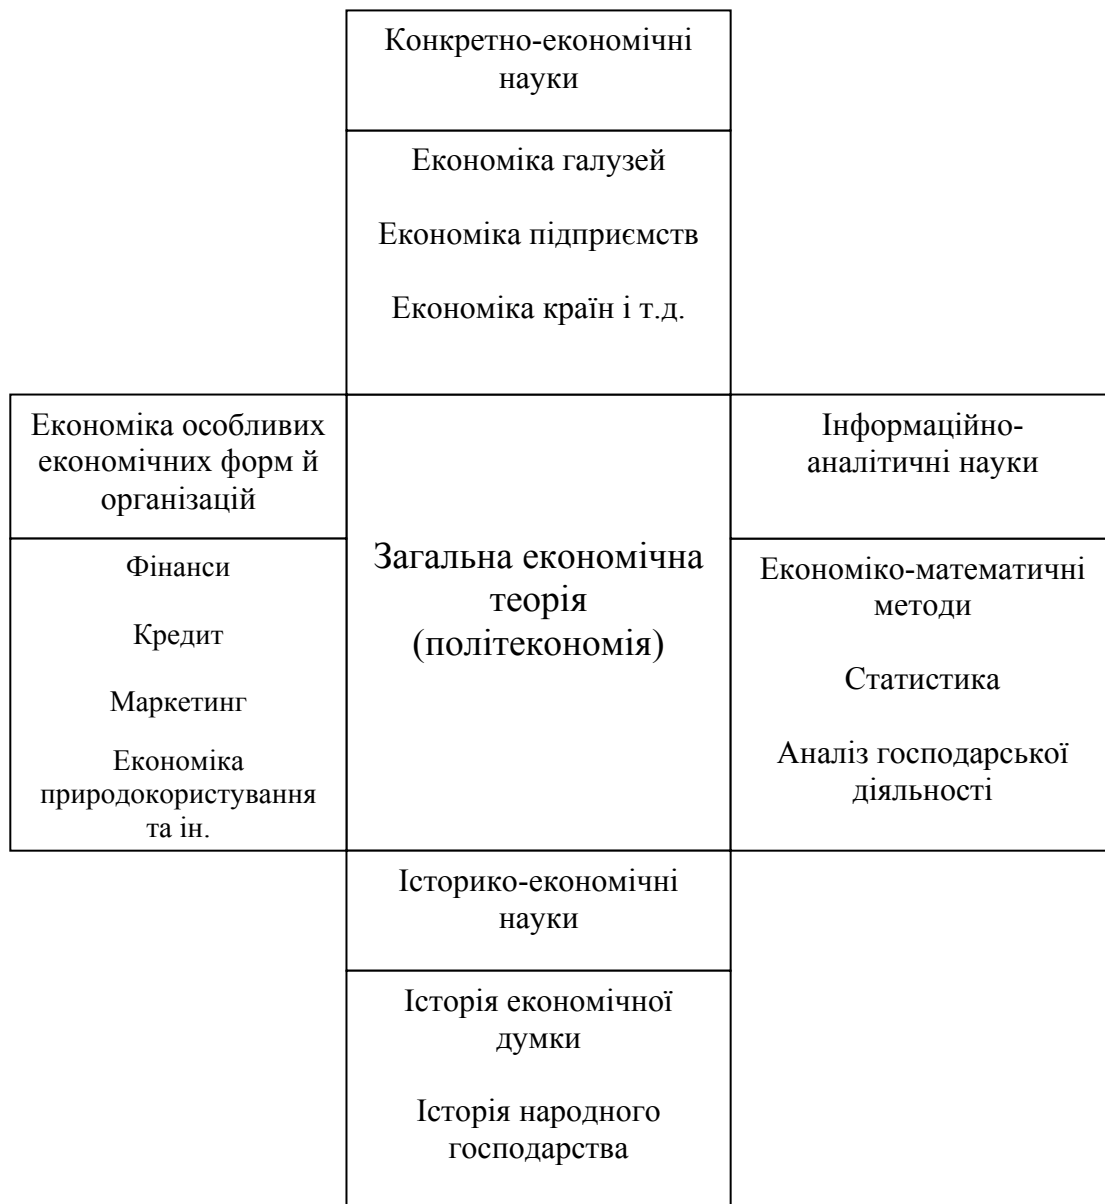 Конкретно-економічні
науки
Економіка галузей
Економіка підприємств
Економіка країн і т.д.
Економіка особливих
економічних форм й
організацій
Фінанси
Кредит
Маркетинг
Економіка
природокористування
та ін.
Загальна економічна
теорія
(політекономія)
Інформаційно-
аналітичні науки
Економіко-математичні
методи
Статистика
Аналіз господарської
діяльності
Історико-економічні
науки
Історія економічної
думки
Історія народного
господарства